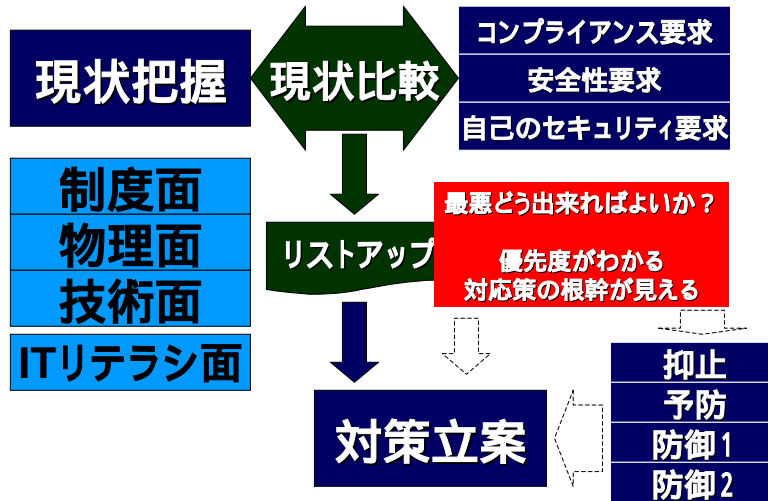 現状把握
現状比較
コンプライアンス要求
安全性要求
自己のセキュリティ要求
制度面
物理面
技術面
ITリテラシ面
リストアップ
最悪どう出来ればよいか？
優先度がわかる
対応策の根幹が見える
対策立案
抑止
予防
防御1
防御2